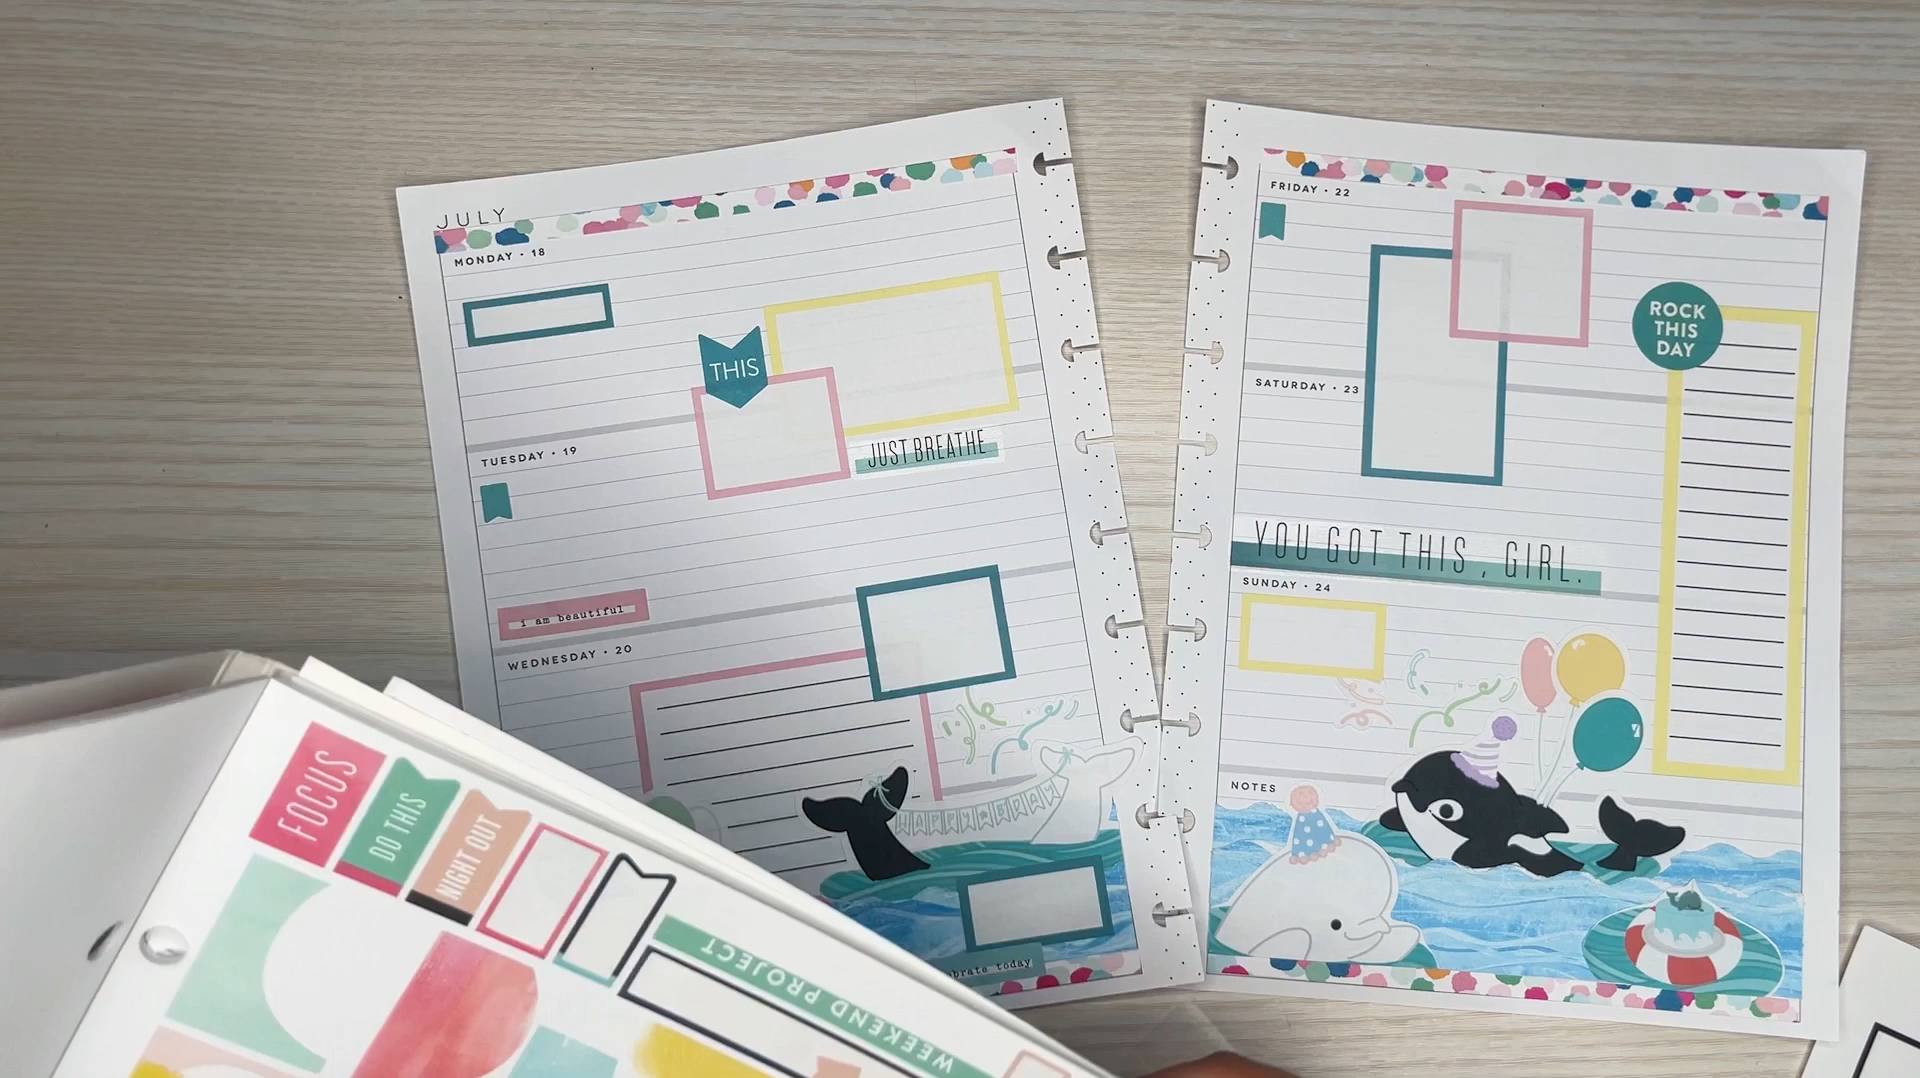 JULY
MONDAY • 18
THIS
JUST BREATHE
TUESDAY • 19
i am beautiful
WEDNESDAY • 20
HAPPY
today
FRIDAY • 22
ROCK
THIS
DAY
SATURDAY • 23
YOU GOT THIS, GIRL.
SUNDAY • 24
NOTES
FOCUS
DO THIS
NIGHT OUT
WEEKEND PROJECT